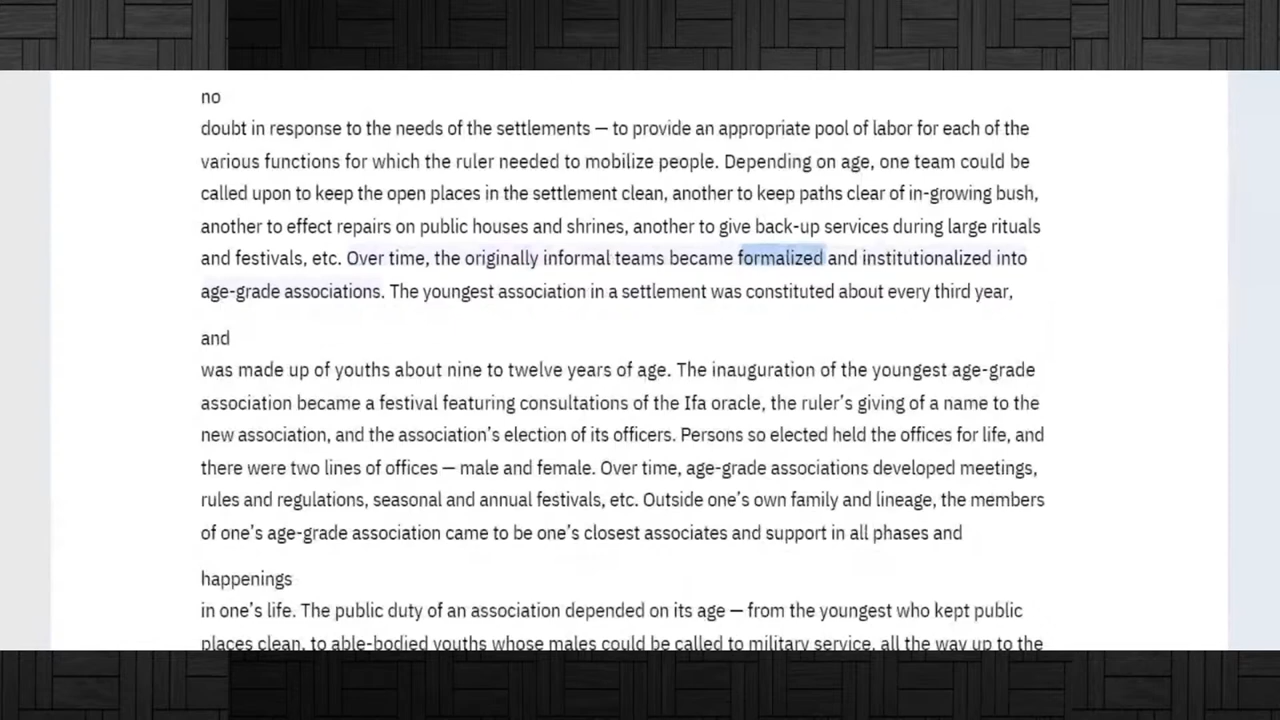 no
doubt in response to the needs of the settlements — to provide an appropriate pool of labor for each of the
various functions for which the ruler needed to mobilize people. Depending on age, one team could be
called upon to keep the open places in the settlement clean, another to keep paths clear of in-growing bush,
another to effect repairs on public houses and shrines, another to give back-up services during large rituals
and festivals, etc. Over time, the originally informal teams became formalized and institutionalized into
age-grade associations. The youngest association in a settlement was constituted about every third year,
and
was made up of youths about nine to twelve years of age. The inauguration of the youngest age-grade
association became a festival featuring consultations of the Ifa oracle, the ruler’s giving of a name to the
new association, and the association’s election of its officers. Persons so elected held the offices for life, and
there were two lines of offices — male and female. Over time, age-grade associations developed meetings,
rules and regulations, seasonal and annual festivals, etc. Outside one’s own family and lineage, the members
of one’s age-grade association came to be one’s closest associates and support in all phases and
happenings
in one’s life. The public duty of an association depended on its age — from the youngest who kept public
places clean, to able-bodied youths whose males could be called to military service, all the way up to the